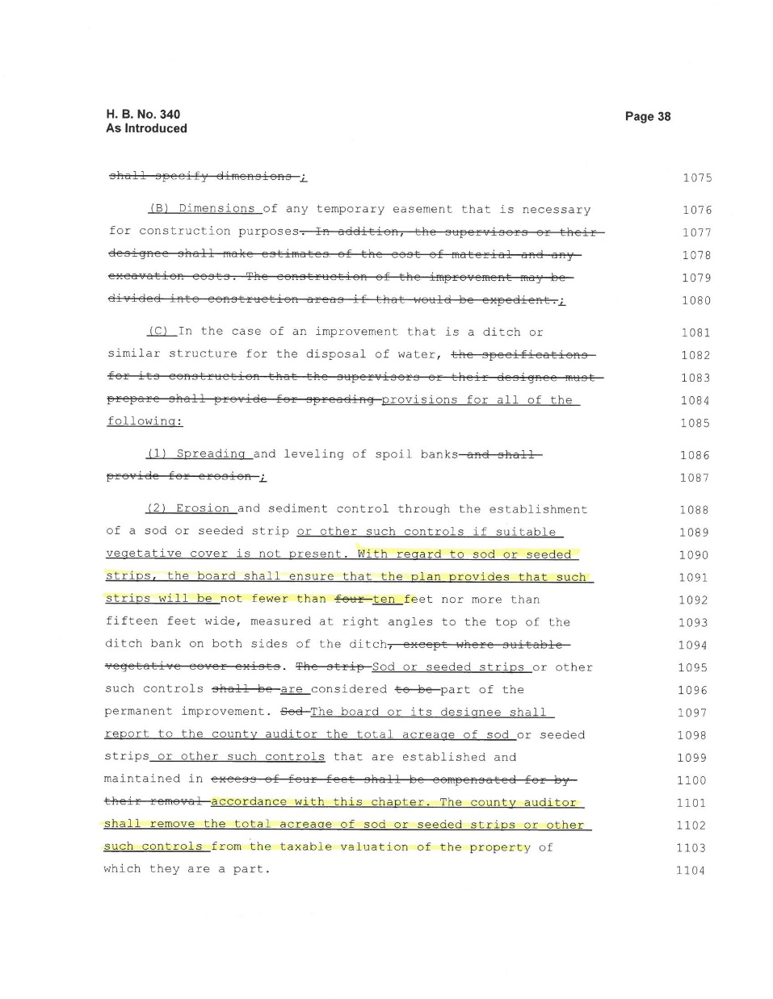 H. B. No. 340 Page 38
As Introduced
shall specify dimensions ; 1075
(B) Dimensions of any temporary easement that is necessary 1076
for construction purposes. In addition, the supervisors or their 1077
designee shall make estimates of the cost of material and any 1078
excavation costs. The construction of the improvement may be 1079
divided into construction areas if that would be expedient.; 1080
(C) In the case of an improvement that is a ditch or 1081
similar structure for the disposal of water, the specifications 1082
for its construction that the supervisors or their designee must 1083
prepare shall provide for spreading provisions for all of the 1084
following: 1085
(1) Spreading and leveling of spoil banks and shall 1086
provide for erosion ; 1087
(2) Erosion and sediment control through the establishment 1088
of a sod or seeded strip or other such controls if suitable 1089
vegetative cover is not present. With regard to sod or seeded 1090
strips, the board shall ensure that the plan provides that such 1091
strips will be not fewer than four ten feet nor more than 1092
fifteen feet wide, measured at right angles to the top of the 1093
ditch bank on both sides of the ditch, except where suitable 1094
vegetative cover exists. The strip Sod or seeded strips or other 1095
such controls shall be are considered to be part of the 1096
permanent improvement. Sod The board or its designee shall 1097
report to the county auditor the total acreage of sod or seeded 1098
strips or other such controls that are established and 1099
maintained in excess of four feet shall be compensated for by 1100
their removal accordance with this chapter. The county auditor 1101
shall remove the total acreage of sod or seeded strips or other 1102
such controls from the taxable valuation of the property of 1103
which they are a part. 1104